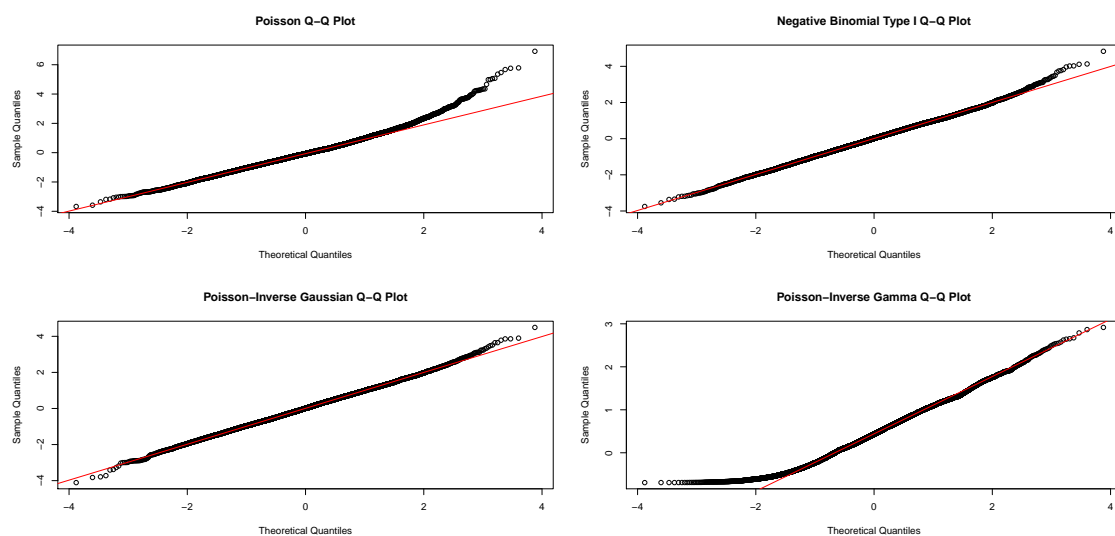 Poisson Q−Q Plot
Sample Quantiles
6
4
2
0
−2
−4
−4 −2 0 2 4
Theoretical Quantiles
Negative Binomial Type I Q−Q Plot
Sample Quantiles
4
2
0
−2
−4
−4 −2 0 2 4
Theoretical Quantiles
Poisson−Inverse Gaussian Q−Q Plot
Sample Quantiles
4
2
0
−2
−4
−4 −2 0 2 4
Theoretical Quantiles
Poisson−Inverse Gamma Q−Q Plot
Sample Quantiles
3
2
1
0
−4 −2 0 2 4
Theoretical Quantiles